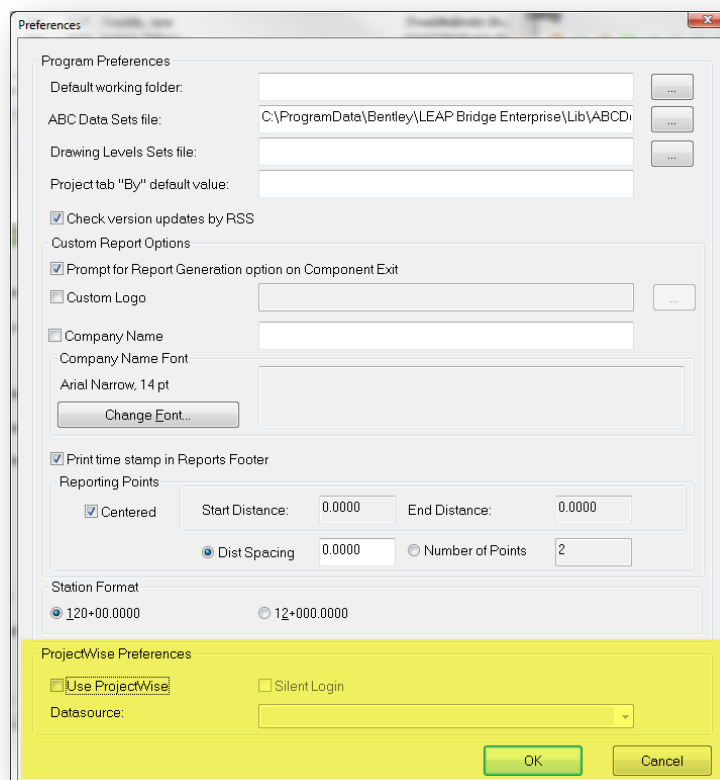 Preferences
Program Preferences
Default working folder:
...
ABC Data Sets file:
C:\ProgramData\Bentley\LEAP Bridge Enterprise\Lib\ABCD
...
Drawing Levels Sets file:
...
Project tab "By" default value:
Check version updates by RSS
Custom Report Options
Prompt for Report Generation option on Component Exit
Custom Logo
...
Company Name
Company Name Font
Arial Narrow, 14 pt
Change Font...
Print time stamp in Reports Footer
Reporting Points
Centered
Start Distance:
0.0000
End Distance:
0.0000
Dist Spacing
0.0000
Number of Points
2
Station Format
120+00.0000
12+000.0000
ProjectWise Preferences
Use ProjectWise
Silent Login
Datasource:
OK
Cancel